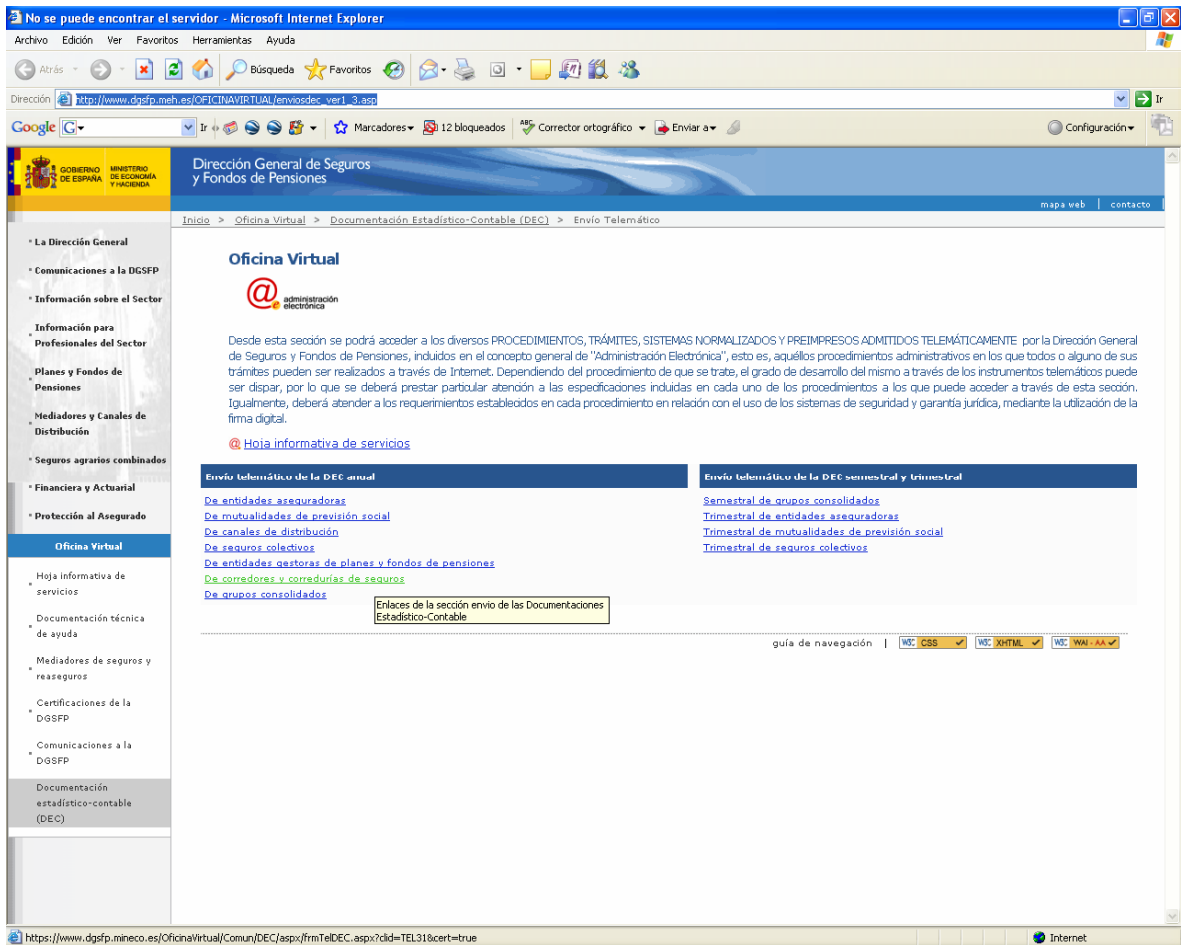 No se puede encontrar el servidor - Microsoft Internet Explorer
Archivo Edición Ver Favoritos Herramientas Ayuda
Atrás Búsqueda Favoritos
Dirección http://www.dgsfp.meh.es/OFICINAVIRTUAL/enviosdec_ver1_3.asp Ir
Google G Ir Marcadores 12 bloqueados ABC Corrector ortográfico Enviar a Configuración
GOBIERNO DE ESPAÑA
MINISTERIO DE ECONOMÍA Y HACIENDA
Dirección General de Seguros
y Fondos de Pensiones
mapa web | contacto |
Inicio > Oficina Virtual > Documentación Estadístico-Contable (DEC) > Envío Telemático
La Dirección General
Comunicaciones a la DGSFP
Información sobre el Sector
Información para
Profesionales del Sector
Planes y Fondos de
Pensiones
Mediadores y Canales de
Distribución
Seguros agrarios combinados
Financiera y Actuarial
Protección al Asegurado
Oficina Virtual
Hoja informativa de
servicios
Documentación técnica
de ayuda
Mediadores de seguros y
reaseguros
Certificaciones de la
DGSFP
Comunicaciones a la
DGSFP
Documentación
estadístico-contable
(DEC)
Oficina Virtual
@e administración
electrónica
Desde esta sección se podrá acceder a los diversos PROCEDIMIENTOS, TRÁMITES, SISTEMAS NORMALIZADOS Y PREIMPRESOS ADMITIDOS TELEMÁTICAMENTE por la Dirección General
de Seguros y Fondos de Pensiones, incluidos en el concepto general de "Administración Electrónica", esto es, aquéllos procedimientos administrativos en los que todos o alguno de sus
trámites pueden ser realizados a través de Internet. Dependiendo del procedimiento de que se trate, el grado de desarrollo del mismo a través de los instrumentos telemáticos puede
ser dispar, por lo que se deberá prestar particular atención a las especificaciones incluidas en cada uno de los procedimientos a los que puede acceder a través de esta sección.
Igualmente, deberá atender a los requerimientos establecidos en cada procedimiento en relación con el uso de los sistemas de seguridad y garantía jurídica, mediante la utilización de la
firma digital.
@ Hoja informativa de servicios
Envío telemático de la DEC anual
De entidades aseguradoras
De mutualidades de previsión social
De canales de distribución
De seguros colectivos
De entidades gestoras de planes y fondos de pensiones
De corredores y corredurías de seguros
De grupos consolidados
Enlaces de la sección envio de las Documentaciones
Estadístico-Contable
Envío telemático de la DEC semestral y trimestral
Semestral de grupos consolidados
Trimestral de entidades aseguradoras
Trimestral de mutualidades de previsión social
Trimestral de seguros colectivos
guía de navegación | W3C CSS W3C XHTML W3C WAI-AA
https://www.dgsfp.mineco.es/OficinaVirtual/Comun/DEC/aspx/frmTelDEC.aspx?clid=TEL31&cert=true Internet